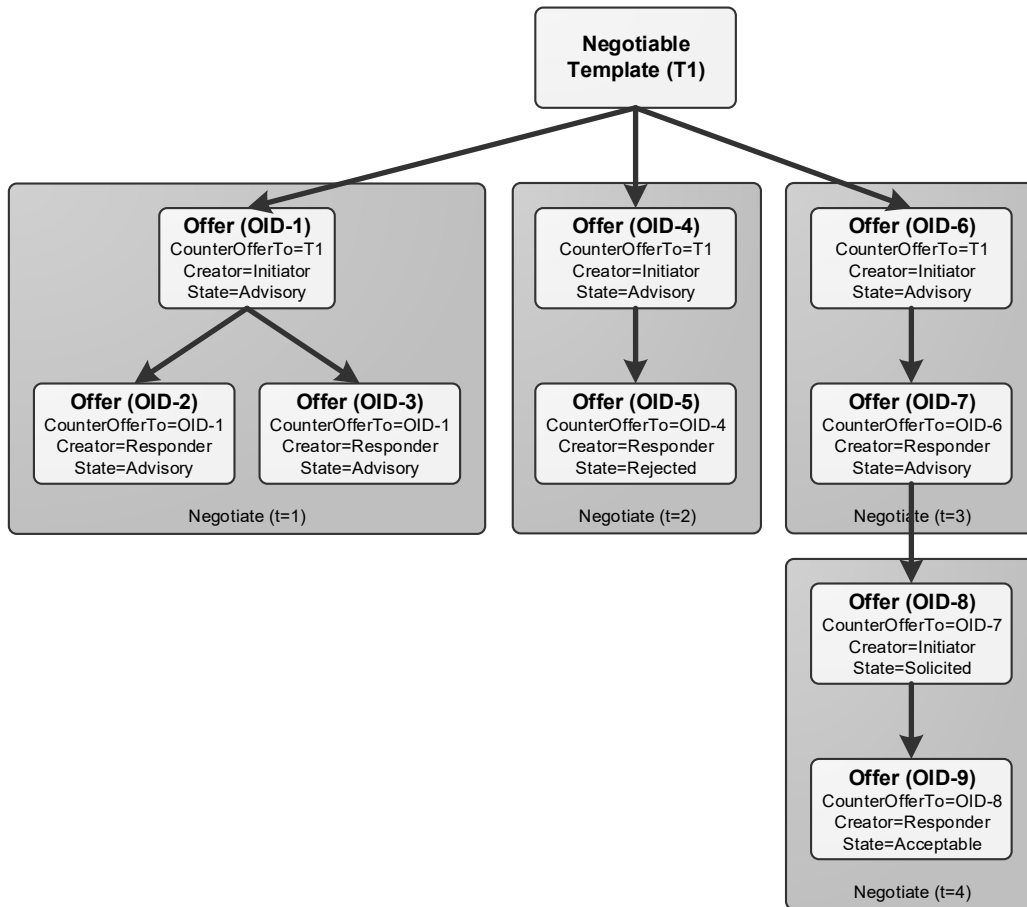 Negotiable
Template (T1)
Offer (OID-1)
CounterOfferTo=T1
Creator=Initiator
State=Advisory
Offer (OID-2)
CounterOfferTo=OID-1
Creator=Responder
State=Advisory
Offer (OID-3)
CounterOfferTo=OID-1
Creator=Responder
State=Advisory
Negotiate (t=1)
Offer (OID-4)
CounterOfferTo=T1
Creator=Initiator
State=Advisory
Offer (OID-5)
CounterOfferTo=OID-4
Creator=Responder
State=Rejected
Negotiate (t=2)
Offer (OID-6)
CounterOfferTo=T1
Creator=Initiator
State=Advisory
Offer (OID-7)
CounterOfferTo=OID-6
Creator=Responder
State=Advisory
Negotiate (t=3)
Offer (OID-8)
CounterOfferTo=OID-7
Creator=Initiator
State=Solicited
Offer (OID-9)
CounterOfferTo=OID-8
Creator=Responder
State=Acceptable
Negotiate (t=4)